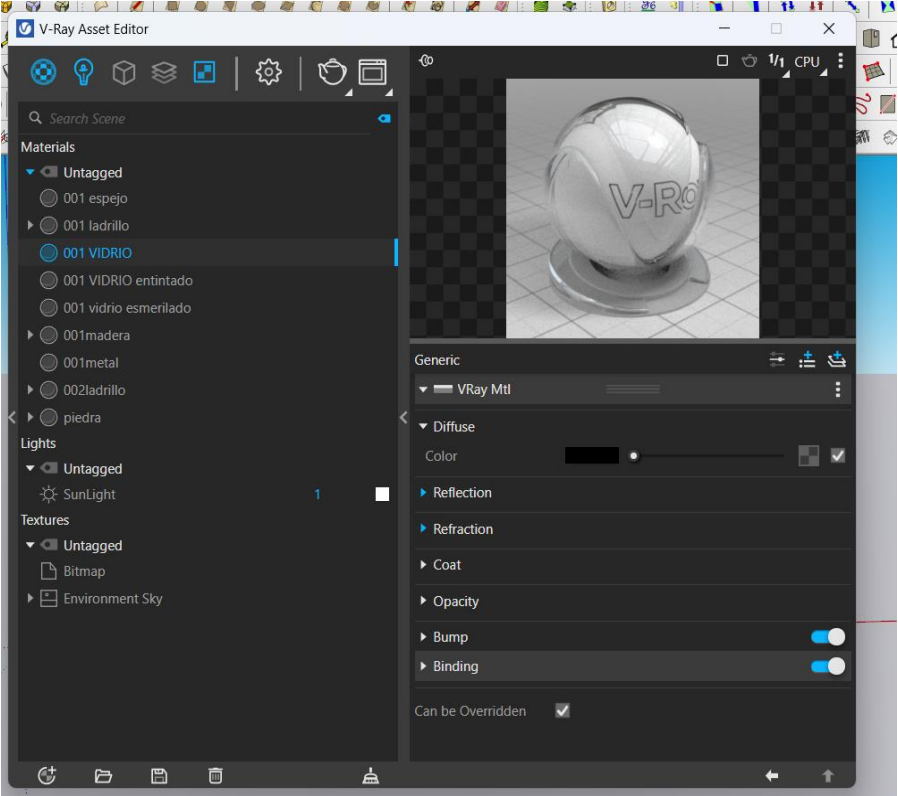 V-Ray Asset Editor
1/1 CPU
Search Scene
Materials
Untagged
001 espejo
001 ladrillo
001 VIDRIO
001 VIDRIO entintado
001 vidrio esmerilado
001madera
001metal
002ladrillo
piedra
Lights
Untagged
SunLight 1
Textures
Untagged
Bitmap
Environment Sky
V-Ra
Generic
VRay Mtl
Diffuse
Color
Reflection
Refraction
Coat
Opacity
Bump
Binding
Can be Overridden